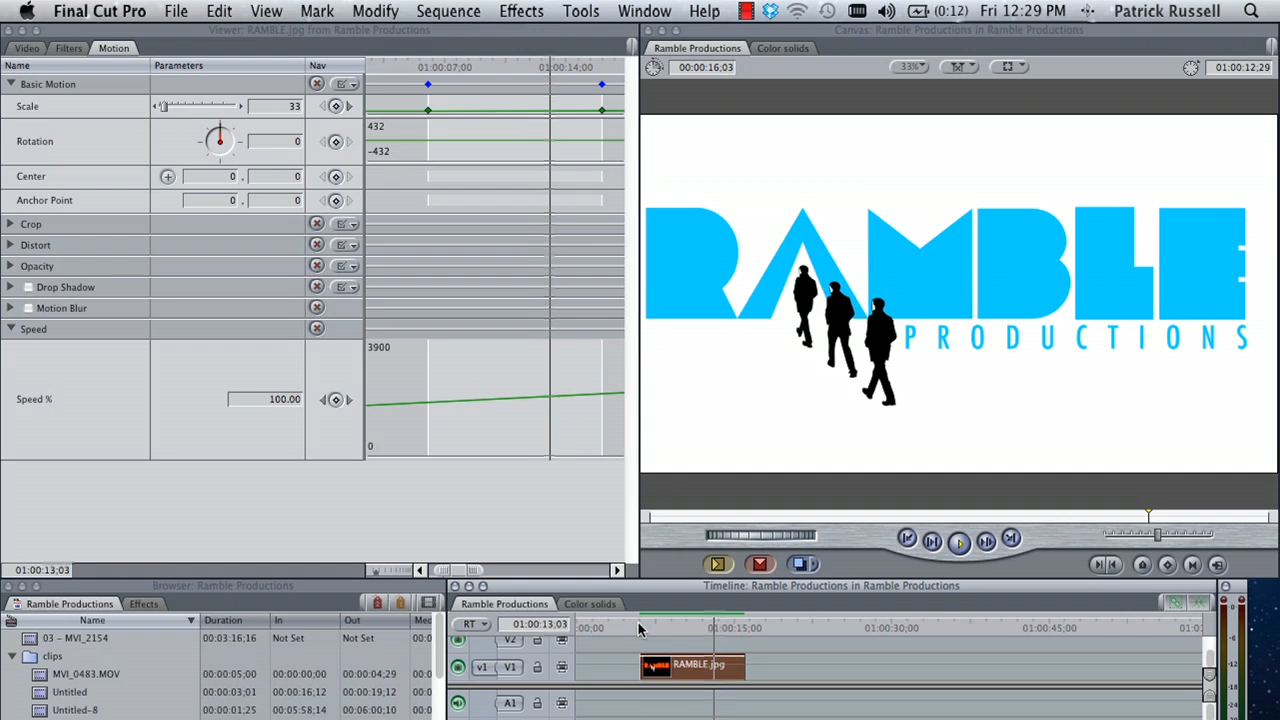 Final Cut Pro File Edit View Mark Modify Sequence Effects Tools Window Help (0:12) Fri 12:29 PM Patrick Russell
Viewer: RAMBLE.jpg from Ramble Productions
Video Filters Motion
Name Parameters Nav 01:00:07;00 01:00:14;00
Basic Motion
Scale 33
Rotation 0 432 -432
Center 0 , 0
Anchor Point 0 , 0
Crop
Distort
Opacity
Drop Shadow
Motion Blur
Speed
Speed % 100.00 3900 0
01:00:13;03
Canvas: Ramble Productions in Ramble Productions
Ramble Productions Color solids
00:00:16;03 33% 01:00:12;29
RAMBLE
PRODUCTIONS
Browser: Ramble Productions
Ramble Productions Effects
Name Duration In Out Me
03 - MVI_2154 00:03:16;16 Not Set Not Set
clips
MVI_0483.MOV 00:00:05;00 00:00:00;00 00:00:04;29
Untitled 00:00:03;01 00:00:16;12 00:00:19;12
Untitled-8 00:00:01;25 00:05:58;14 00:06:00;10
Timeline: Ramble Productions in Ramble Productions
Ramble Productions Color solids
RT 01:00:13;03 :00;00 01:00:15;00 01:00:30;00 01:00:45;00 01:
V2
v1 V1 RAMBLE.jpg
A1